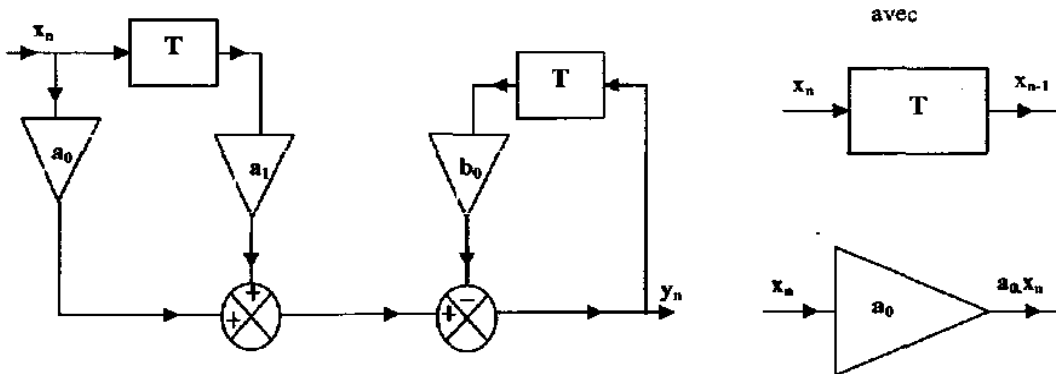 xₙ
T
a₀
a₁
T
b₀
+
+
+
−
yₙ
avec
xₙ
T
xₙ₋₁
xₙ
a₀
a₀.xₙ